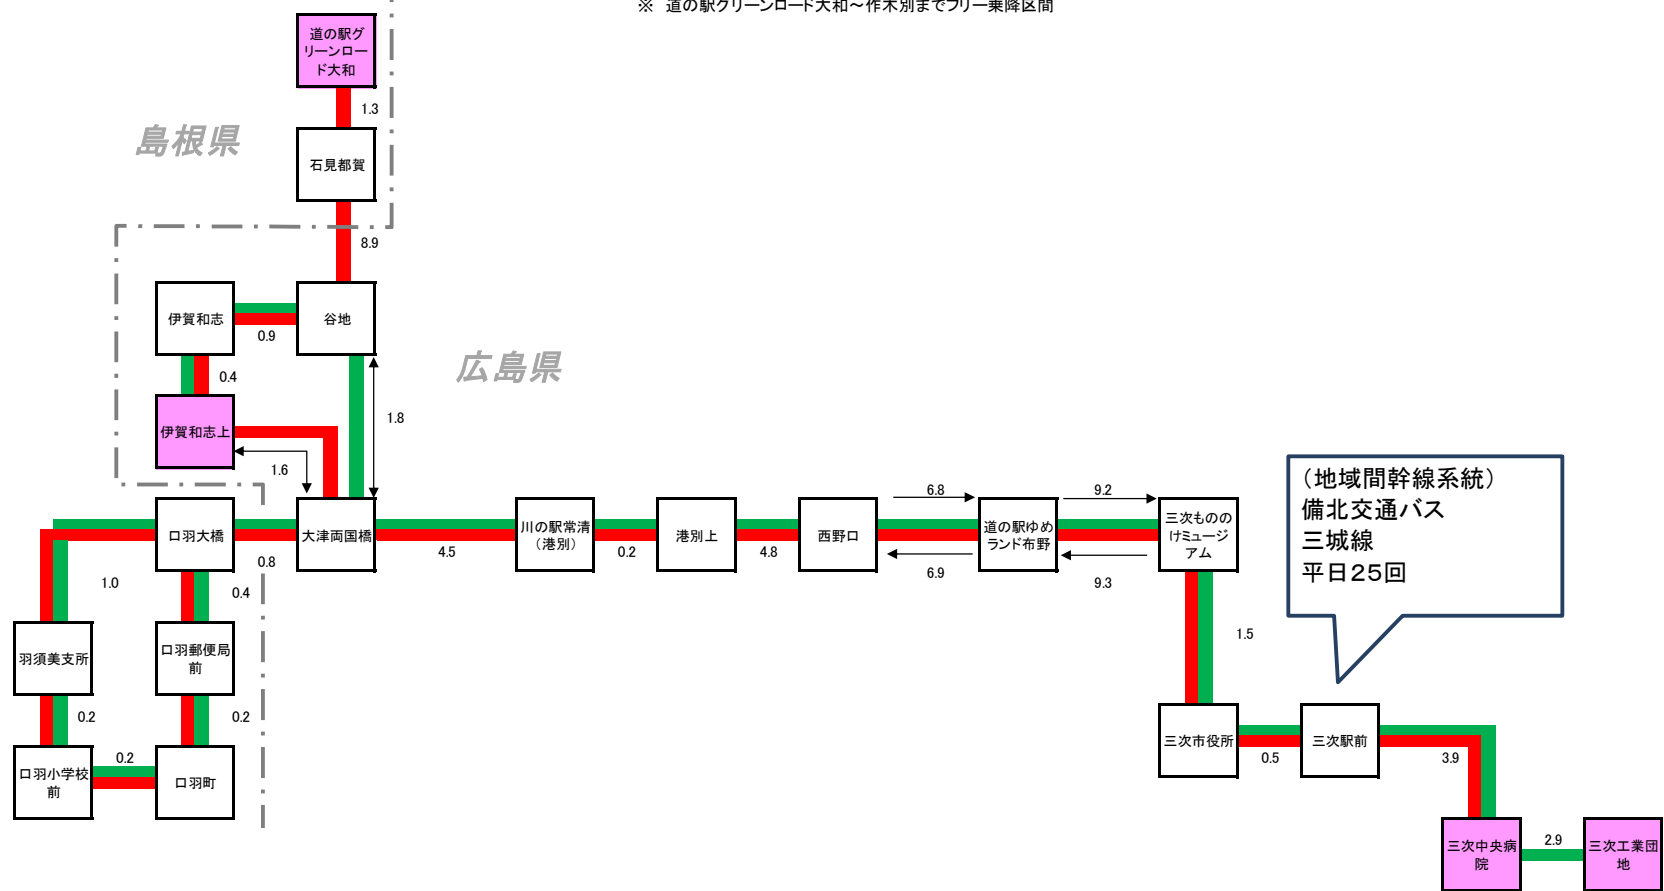 ※ 道の駅グリーンロード大和～作木別までフリー乗降区間
道の駅グ
リーンロー
ド大和
1.3
島根県
石見都賀
8.9
伊賀和志
谷地
0.9
広島県
0.4
1.8
伊賀和志上
1.6
(地域間幹線系統)
備北交通バス
三城線
平日25回
6.8
9.2
口羽大橋
大津両国橋
川の駅常清
(港別)
港別上
西野口
道の駅ゆめ
ランド布野
三次ものの
けミュージ
アム
0.8
4.5
0.2
4.8
6.9
9.3
1.0
0.4
1.5
羽須美支所
口羽郵便局
前
0.2
0.2
三次市役所
三次駅前
0.5
3.9
0.2
口羽小学校
前
口羽町
三次中央病
院
2.9
三次工業団
地